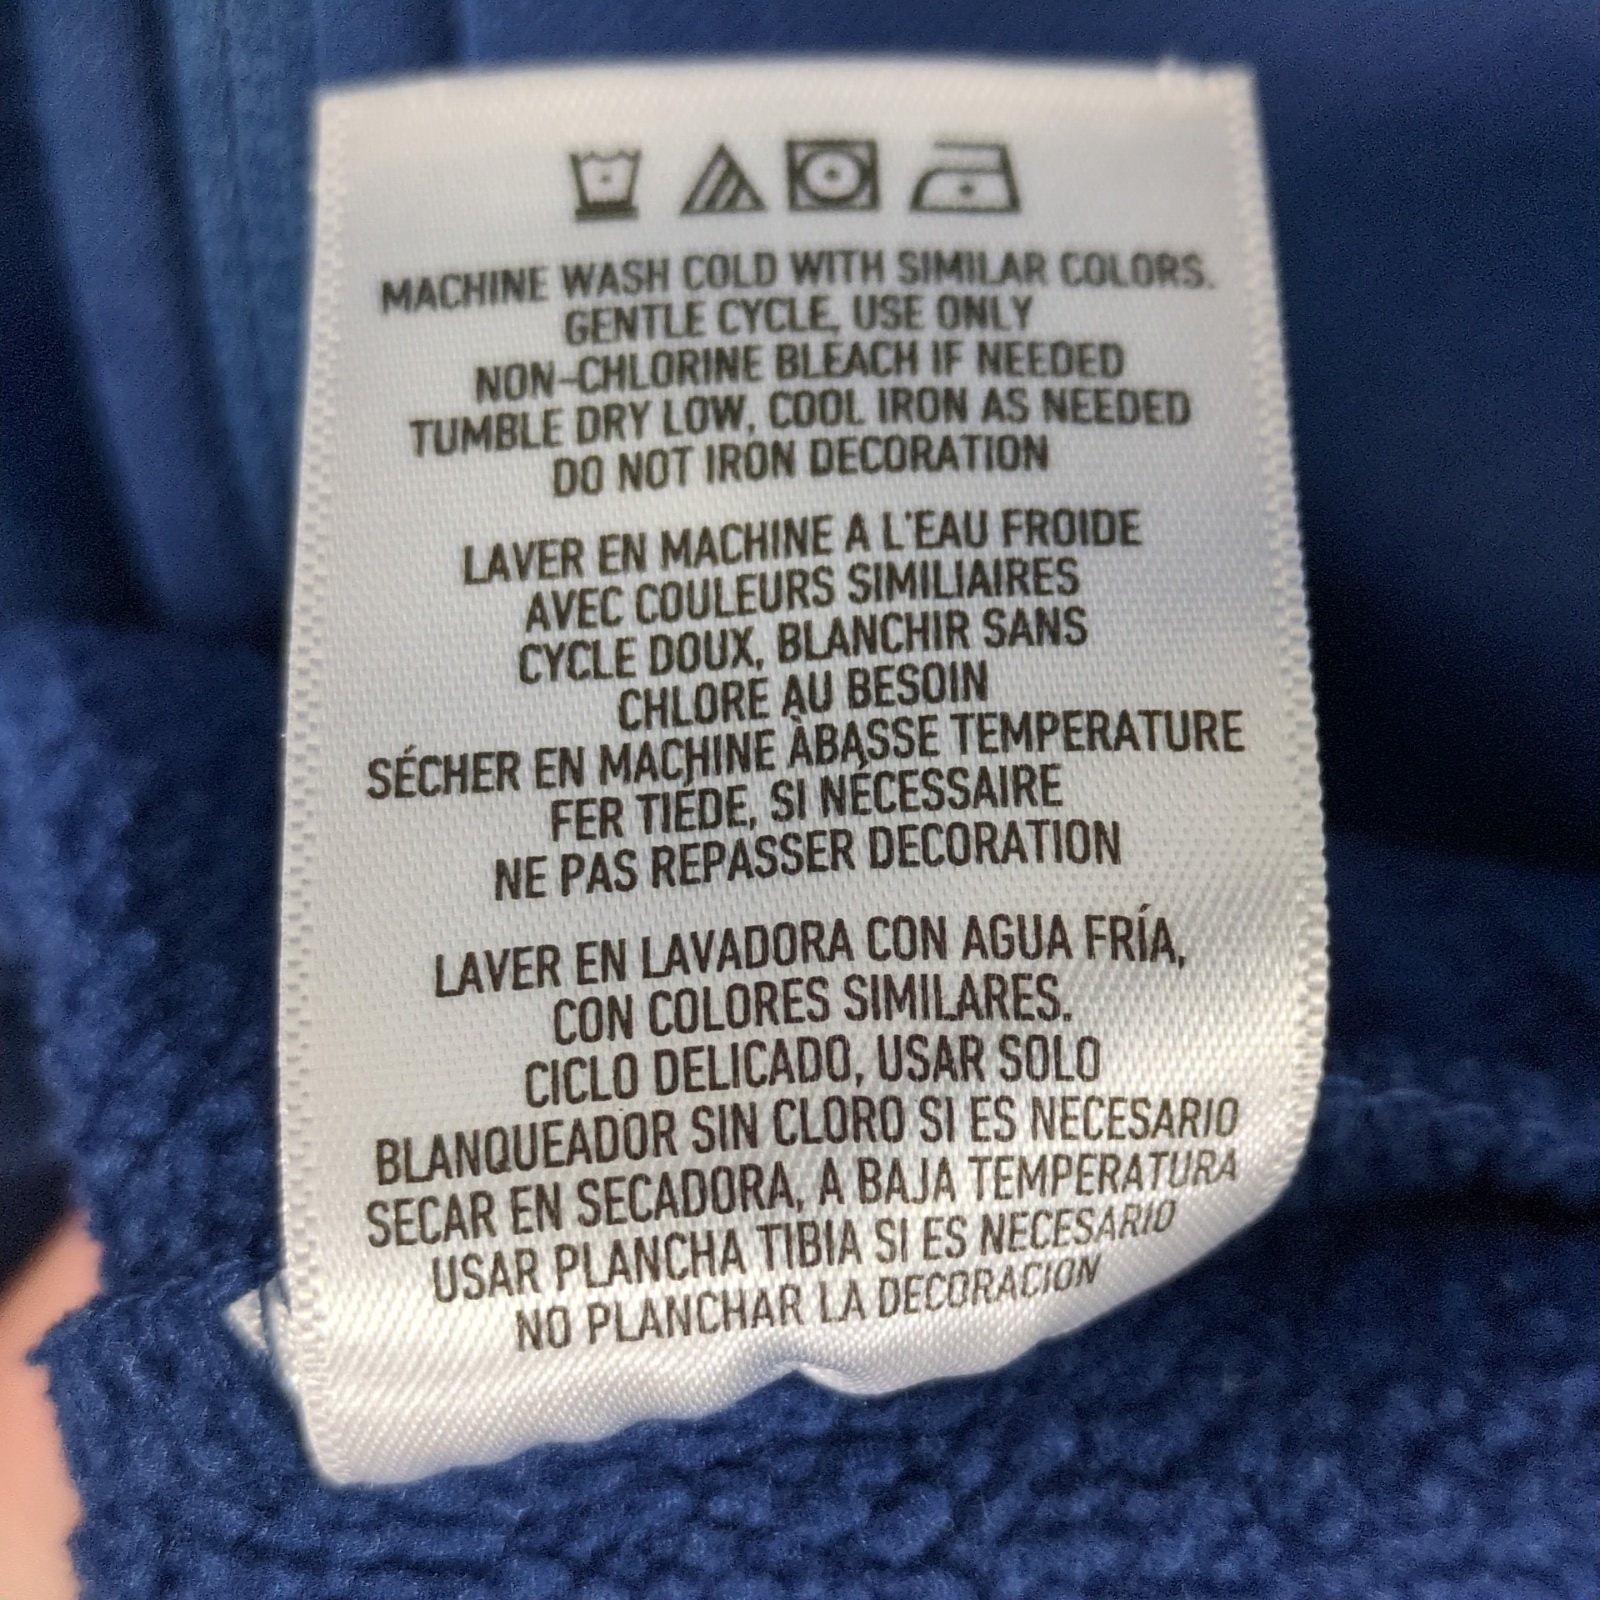 MACHINE WASH COLD WITH SIMILAR COLORS.
GENTLE CYCLE, USE ONLY
NON-CHLORINE BLEACH IF NEEDED
TUMBLE DRY LOW, COOL IRON AS NEEDED
DO NOT IRON DECORATION
LAVER EN MACHINE A L'EAU FROIDE
AVEC COULEURS SIMILIAIRES
CYCLE DOUX, BLANCHIR SANS
CHLORE AU BESOIN
SÉCHER EN MACHINE ÀBASSE TEMPERATURE
FER TIÉDE, SI NÉCESSAIRE
NE PAS REPASSER DECORATION
LAVER EN LAVADORA CON AGUA FRÍA,
CON COLORES SIMILARES.
CICLO DELICADO, USAR SOLO
BLANQUEADOR SIN CLORO SI ES NECESARIO
SECAR EN SECADORA, A BAJA TEMPERATURA
USAR PLANCHA TIBIA SI ES NECESARIO
NO PLANCHAR LA DECORACION